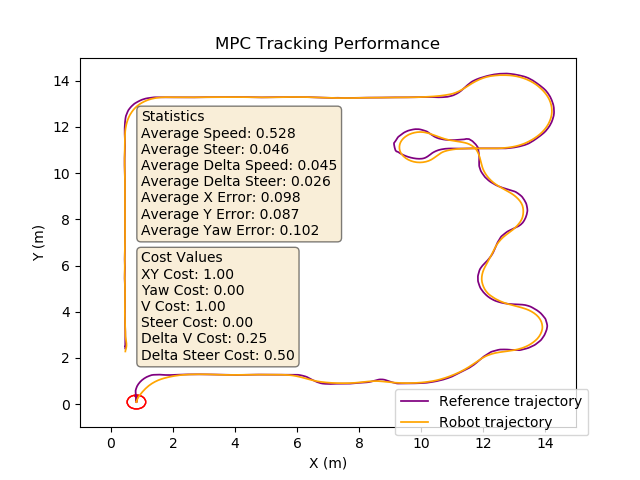 MPC Tracking Performance
Y (m)
14
12
10
8
6
4
2
0
Statistics
Average Speed: 0.528
Average Steer: 0.046
Average Delta Speed: 0.045
Average Delta Steer: 0.026
Average X Error: 0.098
Average Y Error: 0.087
Average Yaw Error: 0.102
Cost Values
XY Cost: 1.00
Yaw Cost: 0.00
V Cost: 1.00
Steer Cost: 0.00
Delta V Cost: 0.25
Delta Steer Cost: 0.50
Reference trajectory
Robot trajectory
0 2 4 6 8 10 12 14
X (m)